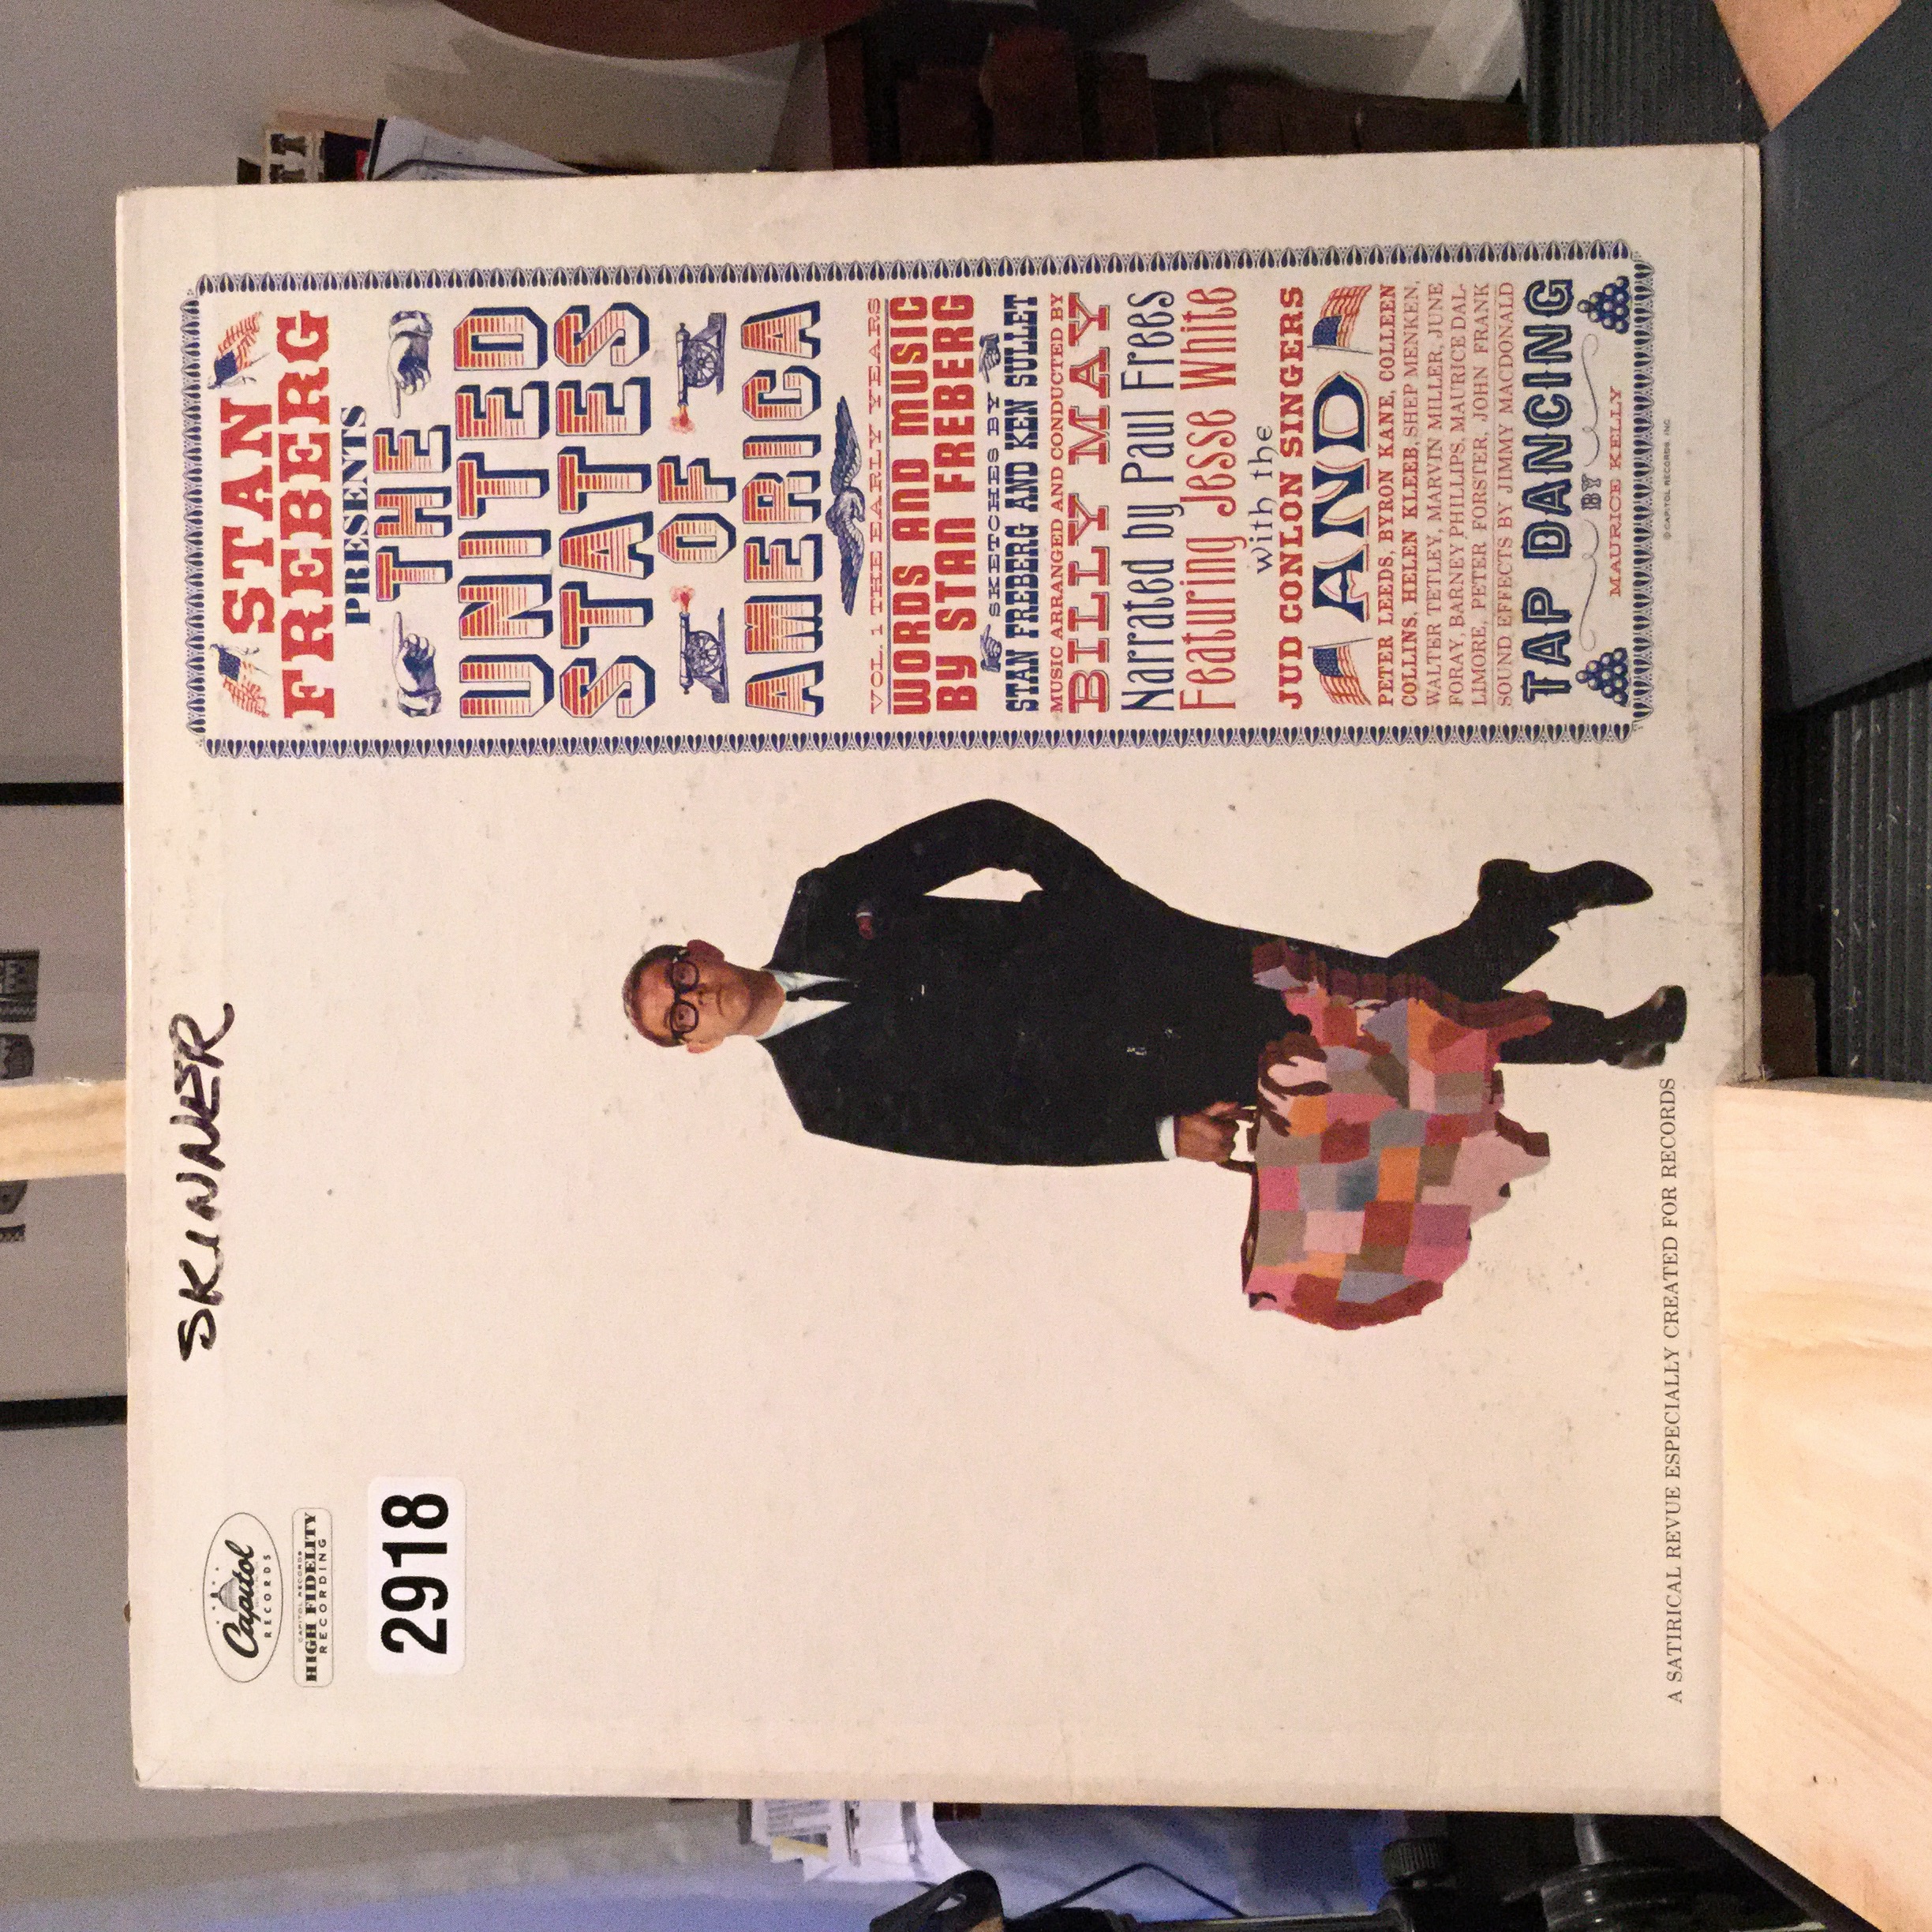 SKINNER
Capitol
RECORDS
CAPITOL RECORDS
HIGH FIDELITY
RECORDING
2918
STAN
FREBERG
PRESENTS
THE
UNITED
STATES
OF
AMERICA
VOL. 1 THE EARLY YEARS
WORDS AND MUSIC
BY STAN FREBERG
SKETCHES BY
STAN FREBERG AND KEN SULLET
MUSIC ARRANGED AND CONDUCTED BY
BILLY MAY
Narrated by Paul Frees
Featuring Jesse White
with the
JUD CONLON SINGERS
AND
PETER LEEDS, BYRON KANE, COLLEEN
COLLINS, HELEN KLEEB, SHEP MENKEN,
WALTER TETLEY, MARVIN MILLER, JUNE
FORAY, BARNEY PHILLIPS, MAURICE DAL-
LIMORE, PETER FORSTER, JOHN FRANK
SOUND EFFECTS BY JIMMY MACDONALD
TAP DANCING
BY
MAURICE KELLY
© CAPITOL RECORDS, INC.
A SATIRICAL REVUE ESPECIALLY CREATED FOR RECORDS